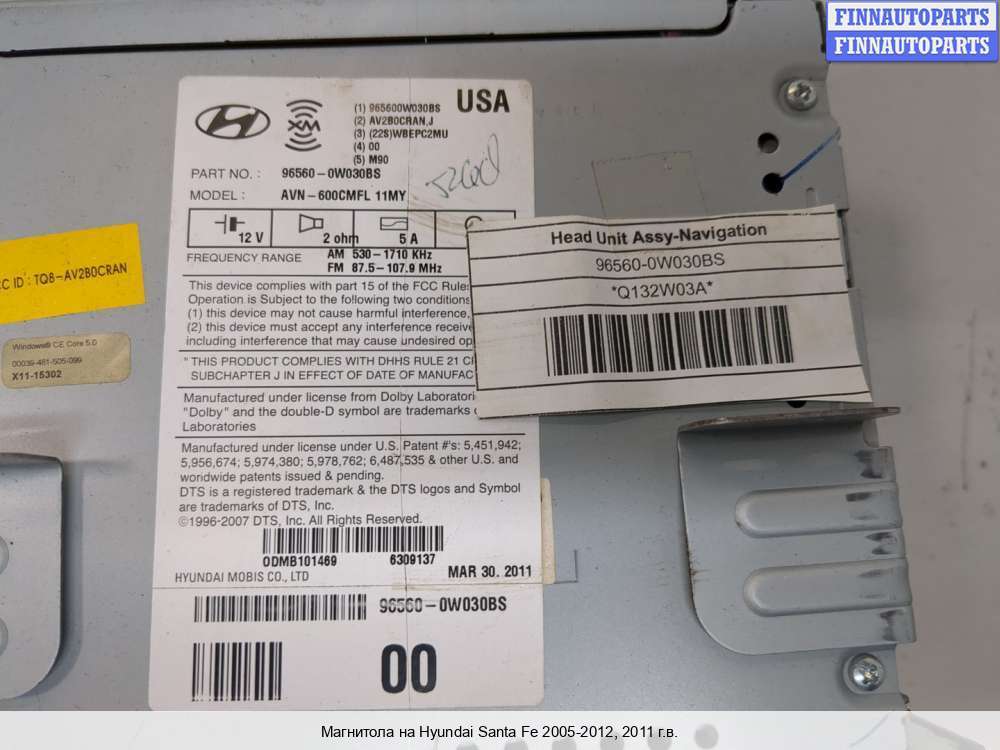 FINNAUTOPARTS
FINNAUTOPARTS
USA
XM
(1) 965600W030BS
(2) AV2B0CRAN,J
(3) (22S)WBEPC2MU
(4) 00
(5) M90
PART NO. : 96560-0W030BS
MODEL : AVN-600CMFL 11MY
12 V 2 ohm 5 A
FREQUENCY RANGE AM 530-1710 KHz
FM 87.5-107.9 MHz
This device complies with part 15 of the FCC Rules
Operation is Subject to the following two conditions
(1) this device may not cause harmful interference,
(2) this device must accept any interference
including interference that may cause undesired
"THIS PRODUCT COMPLIES WITH DHHS RULE 21
SUBCHAPTER J IN EFFECT OF DATE OF
Manufactured under license from Dolby
"Dolby" and the double-D symbol are trademarks
Laboratories
Manufactured under license under U.S. Patent #'s: 5,451,942;
5,956,674; 5,974,380; 5,978,762; 6,487,535 & other U.S. and
worldwide patents issued & pending.
DTS is a registered trademark & the DTS logos and Symbol
are trademarks of DTS, Inc.
©1996-2007 DTS, Inc. All Rights Reserved.
ODMB101469 6309137
HYUNDAI MOBIS CO., LTD MAR 30. 2011
96560-0W030BS
00
Head Unit Assy-Navigation
96560-0W030BS
*Q132W03A*
ID : TQ8-AV2B0CRAN
Windows® CE Core 5.0
00039-481-505-099
X11-15302
FINNAUTOPARTS
FINNAUTOPARTS
Магнитола на Hyundai Santa Fe 2005-2012, 2011 г.в.